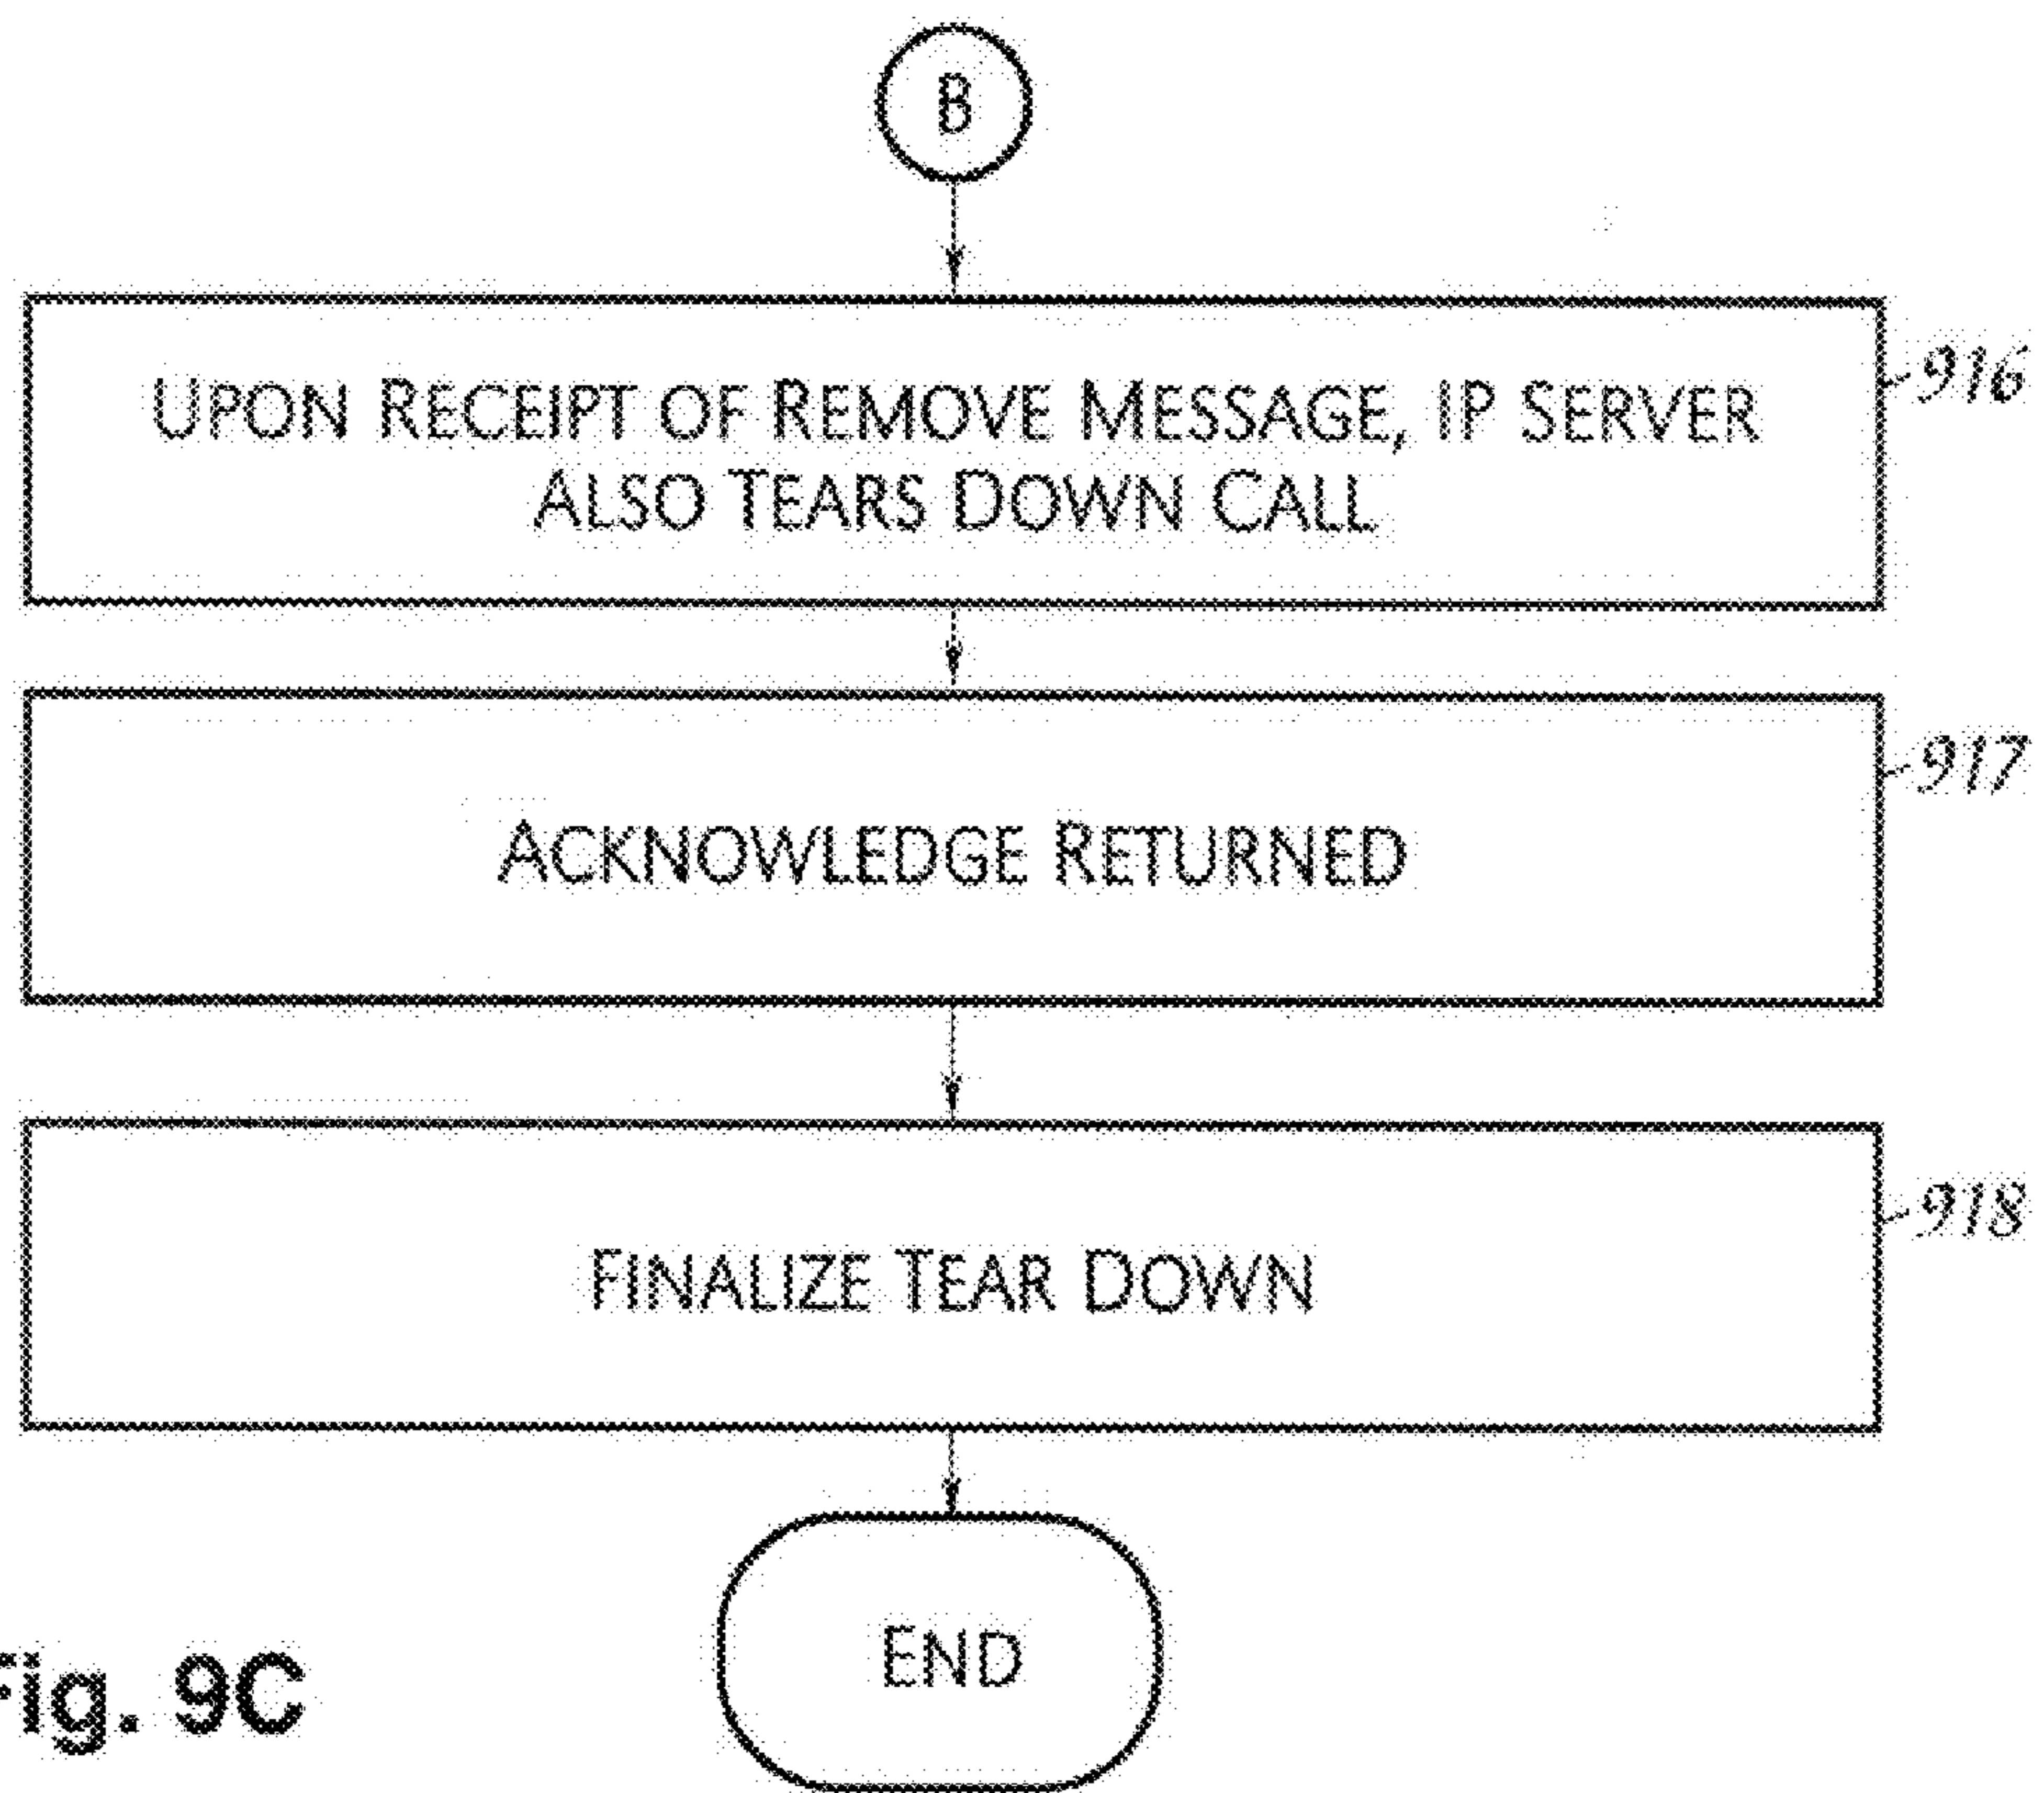 B
UPON RECEIPT OF REMOVE MESSAGE, IP SERVER
ALSO TEARS DOWN CALL
916
ACKNOWLEDGE RETURNED
917
FINALIZE TEAR DOWN
918
END
Fig. 9C